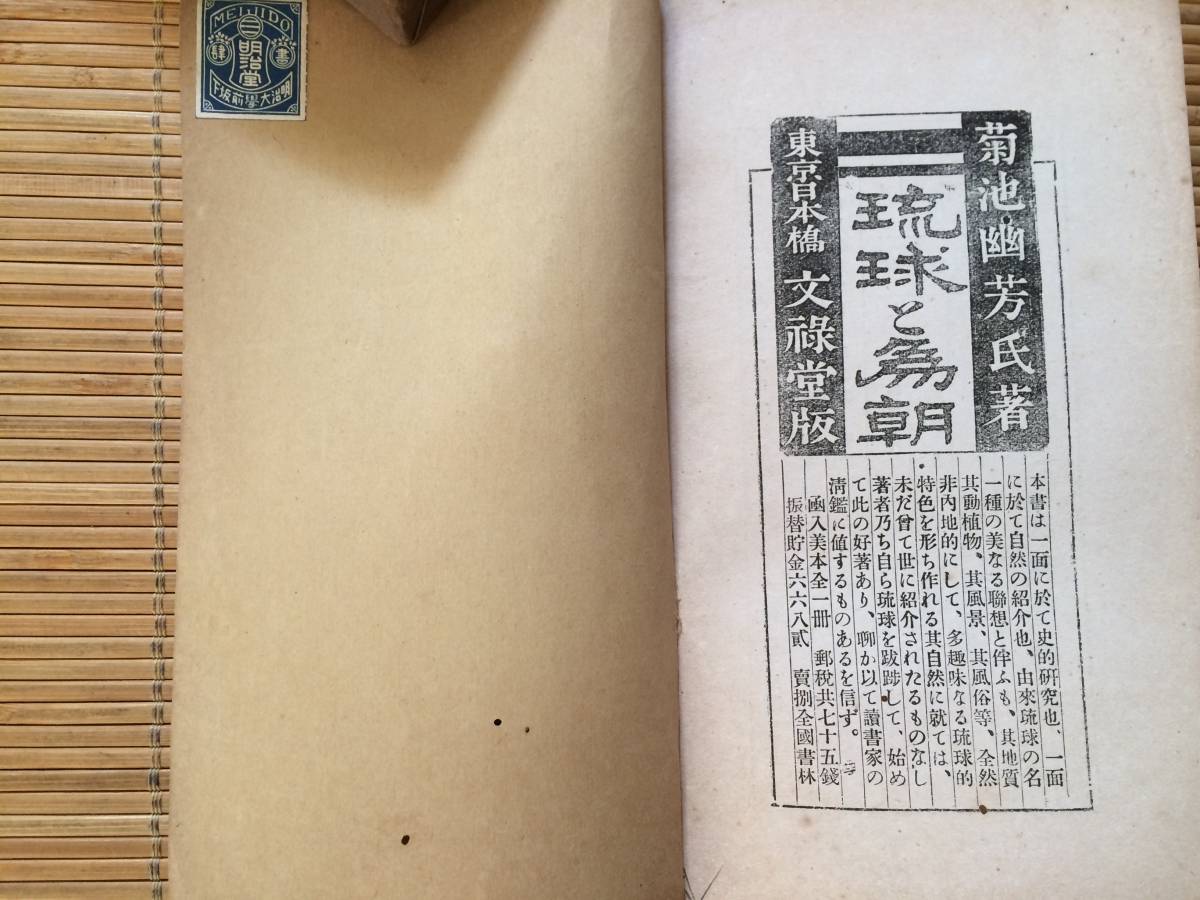 MEIJIDO
書肆
明治堂
明治大學前坂下
菊池幽芳氏著
琉球と為朝
東京日本橋 文祿堂版
本書は一面に於て史的研究也、一面
に於て自然の紹介也、由來琉球の名
一種の美なる聯想と伴ふも、其地質
其動植物、其風景、其風俗等、全然
非内地的にして、多趣味なる琉球的
特色を形ち作れる其自然に就ては、
未だ曾て世に紹介されたるものなし
著者乃ち自ら琉球を跋踄して、始め
て此の好著あり、聊か以て讀書家の
淸鑑に値するものあるを信ず。
函入美本全一冊 郵稅共七十五錢
振替貯金六六八貳 賣捌全國書林